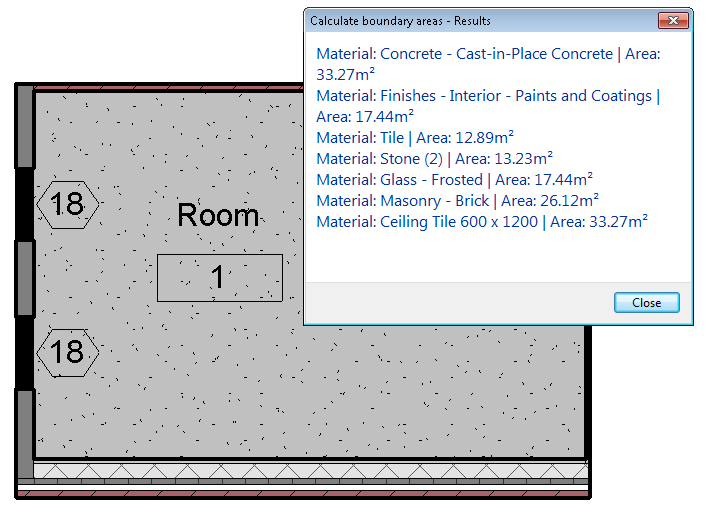 Calculate boundary areas - Results
Material: Concrete - Cast-in-Place Concrete | Area:
33.27m²
Material: Finishes - Interior - Paints and Coatings |
Area: 17.44m²
Material: Tile | Area: 12.89m²
Material: Stone (2) | Area: 13.23m²
Material: Glass - Frosted | Area: 17.44m²
Material: Masonry - Brick | Area: 26.12m²
Material: Ceiling Tile 600 x 1200 | Area: 33.27m²
Close
18
Room
1
18